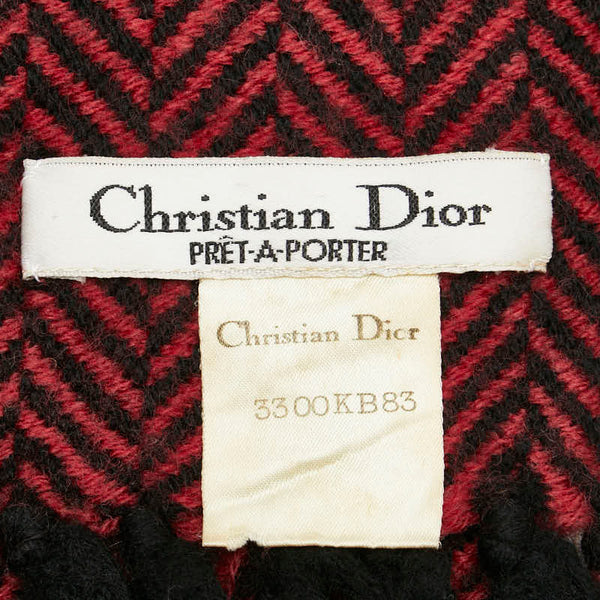 Christian Dior
PRÊT-A-PORTER
Christian Dior
3300KB83